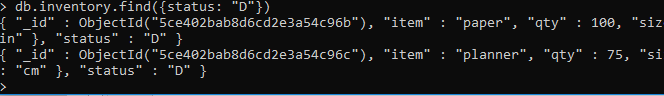 > db.inventory.find({status: "D"})
{ "_id" : ObjectId("5ce402bab8d6cd2e3a54c96b"), "item" : "paper", "qty" : 100, "siz
in" }, "status" : "D" }
{ "_id" : ObjectId("5ce402bab8d6cd2e3a54c96c"), "item" : "planner", "qty" : 75, "si
: "cm" }, "status" : "D" }
>